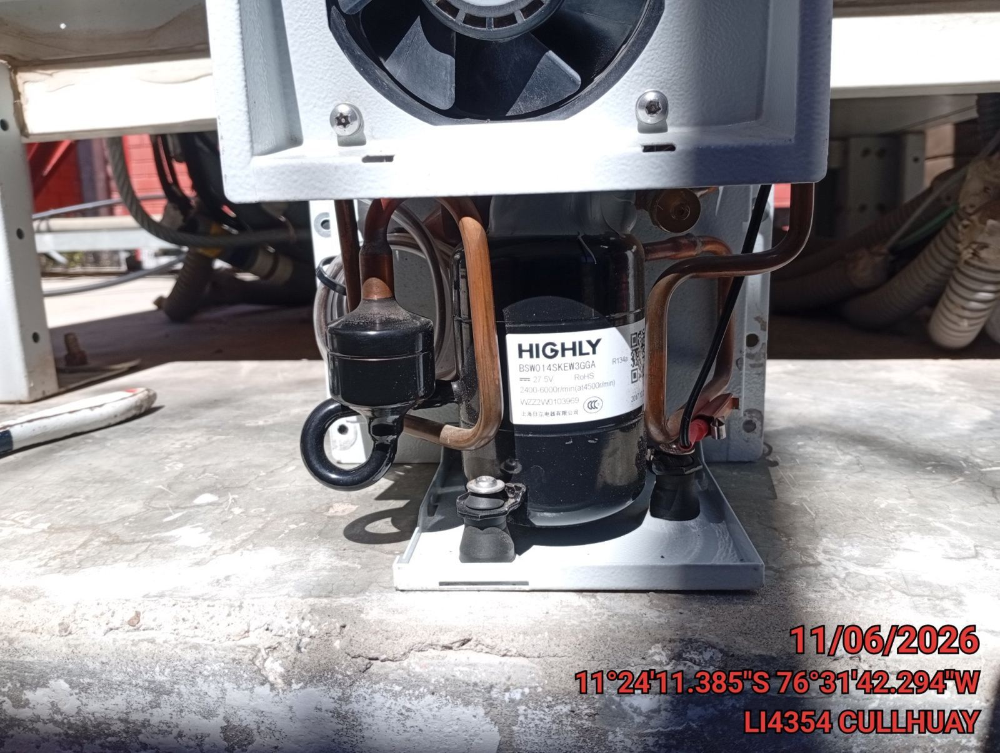 HIGHLY
BSW014SKEW3GGA R134a
27.5V RoHS
2400-6000r/min(at4500r/min)
WZZ2W0103969
上海日立电器有限公司
11/06/2026
11°24'11.385"S 76°31'42.294"W
LI4354 CULLHUAY